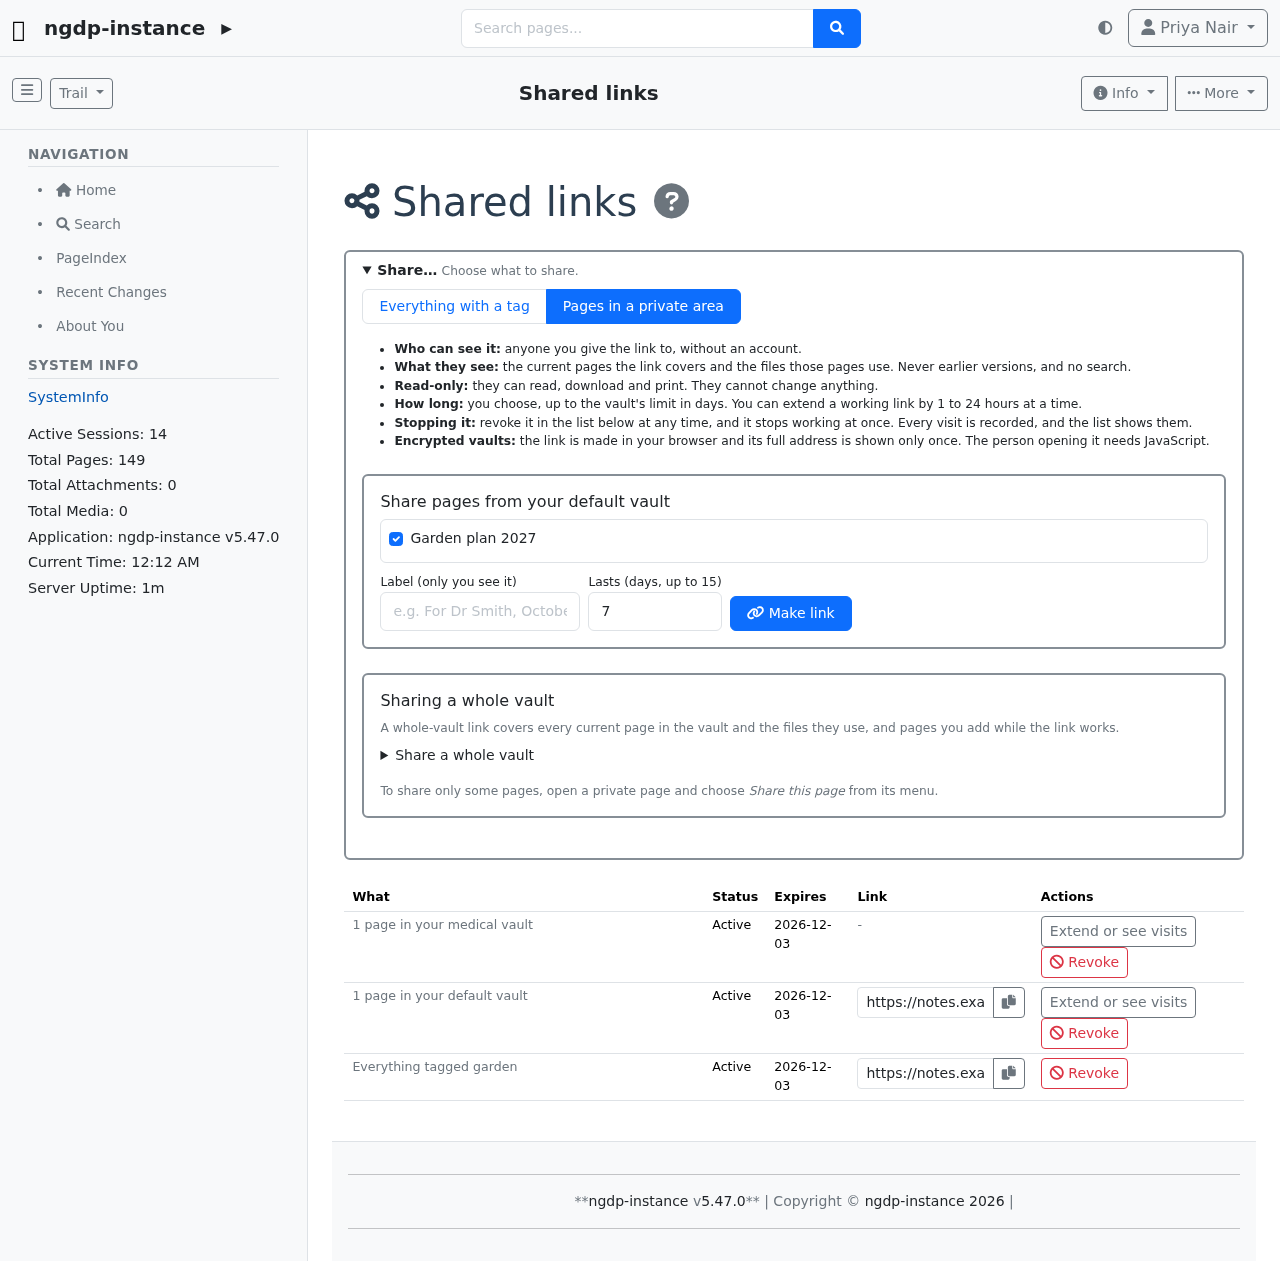 ngdp-instance ▶
Search pages...
Priya Nair
Trail
Shared links
Info
More
NAVIGATION
Home
Search
PageIndex
Recent Changes
About You
SYSTEM INFO
SystemInfo
Active Sessions: 14
Total Pages: 149
Total Attachments: 0
Total Media: 0
Application: ngdp-instance v5.47.0
Current Time: 12:12 AM
Server Uptime: 1m
Shared links ?
▼ Share… Choose what to share.
Everything with a tag
Pages in a private area
• Who can see it: anyone you give the link to, without an account.
• What they see: the current pages the link covers and the files those pages use. Never earlier versions, and no search.
• Read-only: they can read, download and print. They cannot change anything.
• How long: you choose, up to the vault's limit in days. You can extend a working link by 1 to 24 hours at a time.
• Stopping it: revoke it in the list below at any time, and it stops working at once. Every visit is recorded, and the list shows them.
• Encrypted vaults: the link is made in your browser and its full address is shown only once. The person opening it needs JavaScript.
Share pages from your default vault
Garden plan 2027
Label (only you see it)
Lasts (days, up to 15)
e.g. For Dr Smith, Octobe
7
Make link
Sharing a whole vault
A whole-vault link covers every current page in the vault and the files they use, and pages you add while the link works.
▶ Share a whole vault
To share only some pages, open a private page and choose Share this page from its menu.
What Status Expires Link Actions
1 page in your medical vault Active 2026-12-03 - Extend or see visits
Revoke
1 page in your default vault Active 2026-12-03 https://notes.exa Extend or see visits
Revoke
Everything tagged garden Active 2026-12-03 https://notes.exa Revoke
**ngdp-instance v5.47.0** | Copyright © ngdp-instance 2026 |